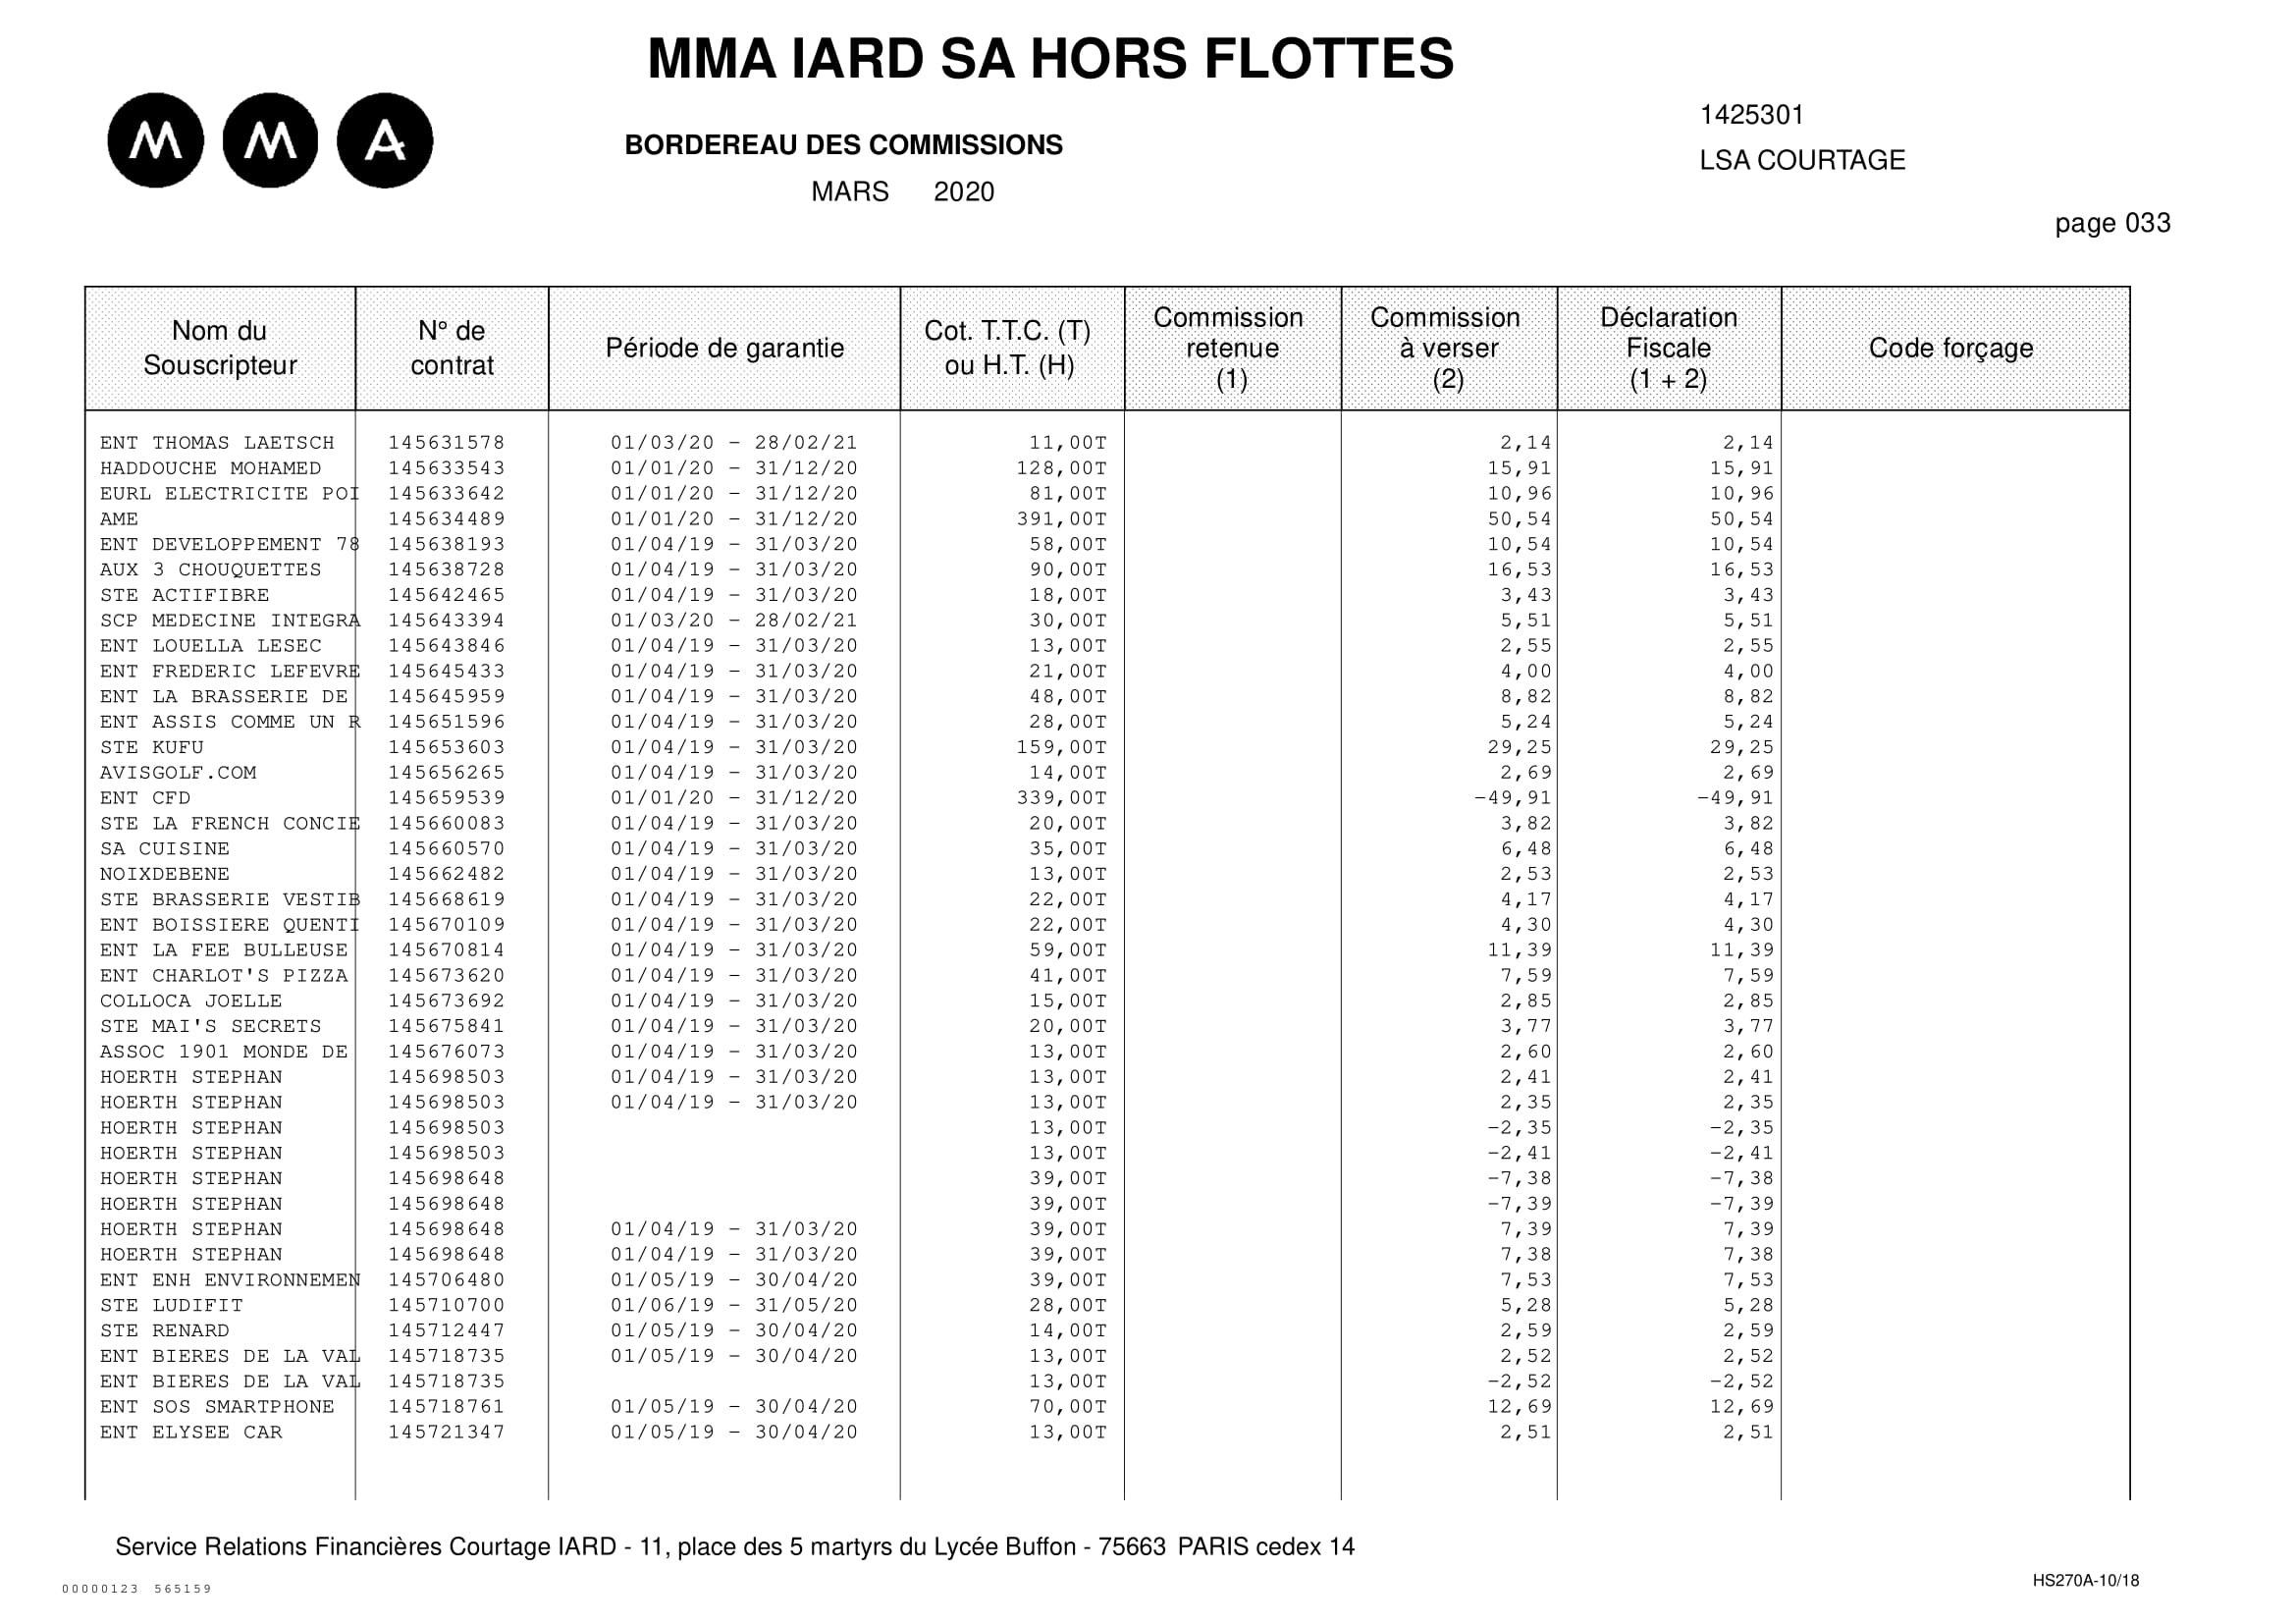 MMA IARD SA HORS FLOTTES
M M A
BORDEREAU DES COMMISSIONS
MARS 2020
1425301
LSA COURTAGE
page 033
Nom du Souscripteur N° de contrat Période de garantie Cot. T.T.C. (T) ou H.T. (H) Commission retenue (1) Commission à verser (2) Déclaration Fiscale (1 + 2) Code forçage
ENT THOMAS LAETSCH 145631578 01/03/20 - 28/02/21 11,00T 2,14 2,14
HADDOUCHE MOHAMED 145633543 01/01/20 - 31/12/20 128,00T 15,91 15,91
EURL ELECTRICITE POI 145633642 01/01/20 - 31/12/20 81,00T 10,96 10,96
AME 145634489 01/01/20 - 31/12/20 391,00T 50,54 50,54
ENT DEVELOPPEMENT 78 145638193 01/04/19 - 31/03/20 58,00T 10,54 10,54
AUX 3 CHOUQUETTES 145638728 01/04/19 - 31/03/20 90,00T 16,53 16,53
STE ACTIFIBRE 145642465 01/04/19 - 31/03/20 18,00T 3,43 3,43
SCP MEDECINE INTEGRA 145643394 01/03/20 - 28/02/21 30,00T 5,51 5,51
ENT LOUELLA LESEC 145643846 01/04/19 - 31/03/20 13,00T 2,55 2,55
ENT FREDERIC LEFEVRE 145645433 01/04/19 - 31/03/20 21,00T 4,00 4,00
ENT LA BRASSERIE DE 145645959 01/04/19 - 31/03/20 48,00T 8,82 8,82
ENT ASSIS COMME UN R 145651596 01/04/19 - 31/03/20 28,00T 5,24 5,24
STE KUFU 145653603 01/04/19 - 31/03/20 159,00T 29,25 29,25
AVISGOLF.COM 145656265 01/04/19 - 31/03/20 14,00T 2,69 2,69
ENT CFD 145659539 01/01/20 - 31/12/20 339,00T -49,91 -49,91
STE LA FRENCH CONCIE 145660083 01/04/19 - 31/03/20 20,00T 3,82 3,82
SA CUISINE 145660570 01/04/19 - 31/03/20 35,00T 6,48 6,48
NOIXDEBENE 145662482 01/04/19 - 31/03/20 13,00T 2,53 2,53
STE BRASSERIE VESTIB 145668619 01/04/19 - 31/03/20 22,00T 4,17 4,17
ENT BOISSIERE QUENTI 145670109 01/04/19 - 31/03/20 22,00T 4,30 4,30
ENT LA FEE BULLEUSE 145670814 01/04/19 - 31/03/20 59,00T 11,39 11,39
ENT CHARLOT'S PIZZA 145673620 01/04/19 - 31/03/20 41,00T 7,59 7,59
COLLOCA JOELLE 145673692 01/04/19 - 31/03/20 15,00T 2,85 2,85
STE MAI'S SECRETS 145675841 01/04/19 - 31/03/20 20,00T 3,77 3,77
ASSOC 1901 MONDE DE 145676073 01/04/19 - 31/03/20 13,00T 2,60 2,60
HOERTH STEPHAN 145698503 01/04/19 - 31/03/20 13,00T 2,41 2,41
HOERTH STEPHAN 145698503 01/04/19 - 31/03/20 13,00T 2,35 2,35
HOERTH STEPHAN 145698503 13,00T -2,35 -2,35
HOERTH STEPHAN 145698503 13,00T -2,41 -2,41
HOERTH STEPHAN 145698648 39,00T -7,38 -7,38
HOERTH STEPHAN 145698648 39,00T -7,39 -7,39
HOERTH STEPHAN 145698648 01/04/19 - 31/03/20 39,00T 7,39 7,39
HOERTH STEPHAN 145698648 01/04/19 - 31/03/20 39,00T 7,38 7,38
ENT ENH ENVIRONNEMEN 145706480 01/05/19 - 30/04/20 39,00T 7,53 7,53
STE LUDIFIT 145710700 01/06/19 - 31/05/20 28,00T 5,28 5,28
STE RENARD 145712447 01/05/19 - 30/04/20 14,00T 2,59 2,59
ENT BIERES DE LA VAL 145718735 01/05/19 - 30/04/20 13,00T 2,52 2,52
ENT BIERES DE LA VAL 145718735 13,00T -2,52 -2,52
ENT SOS SMARTPHONE 145718761 01/05/19 - 30/04/20 70,00T 12,69 12,69
ENT ELYSEE CAR 145721347 01/05/19 - 30/04/20 13,00T 2,51 2,51
Service Relations Financières Courtage IARD - 11, place des 5 martyrs du Lycée Buffon - 75663 PARIS cedex 14
00000123 565159
HS270A-10/18